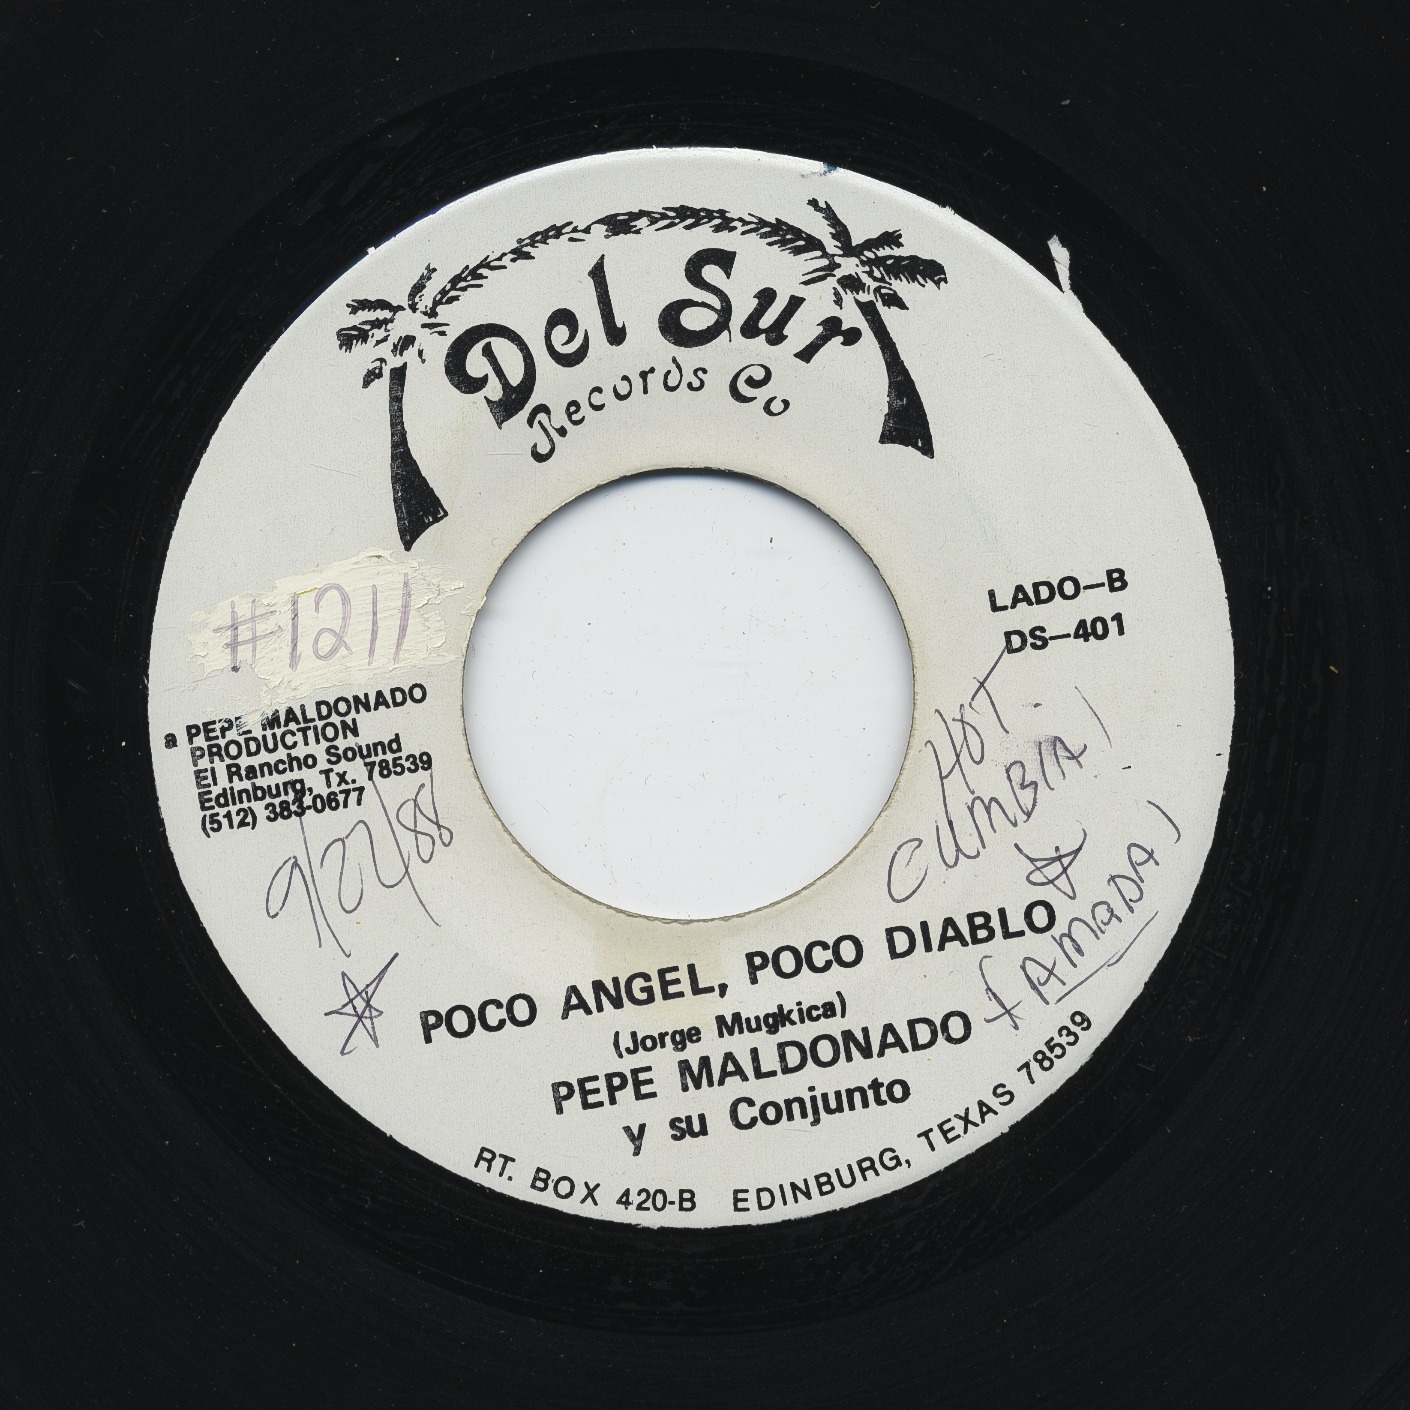 Del Sur
Records Co
#1211
LADO-B
DS-401
a PEPE MALDONADO
PRODUCTION
El Rancho Sound
Edinburg, Tx. 78539
(512) 383-0677
9/22/88
HOT
CUMBIA
(AMADA)
POCO ANGEL, POCO DIABLO
(Jorge Mugkica)
PEPE MALDONADO
y su Conjunto
RT. BOX 420-B EDINBURG, TEXAS 78539